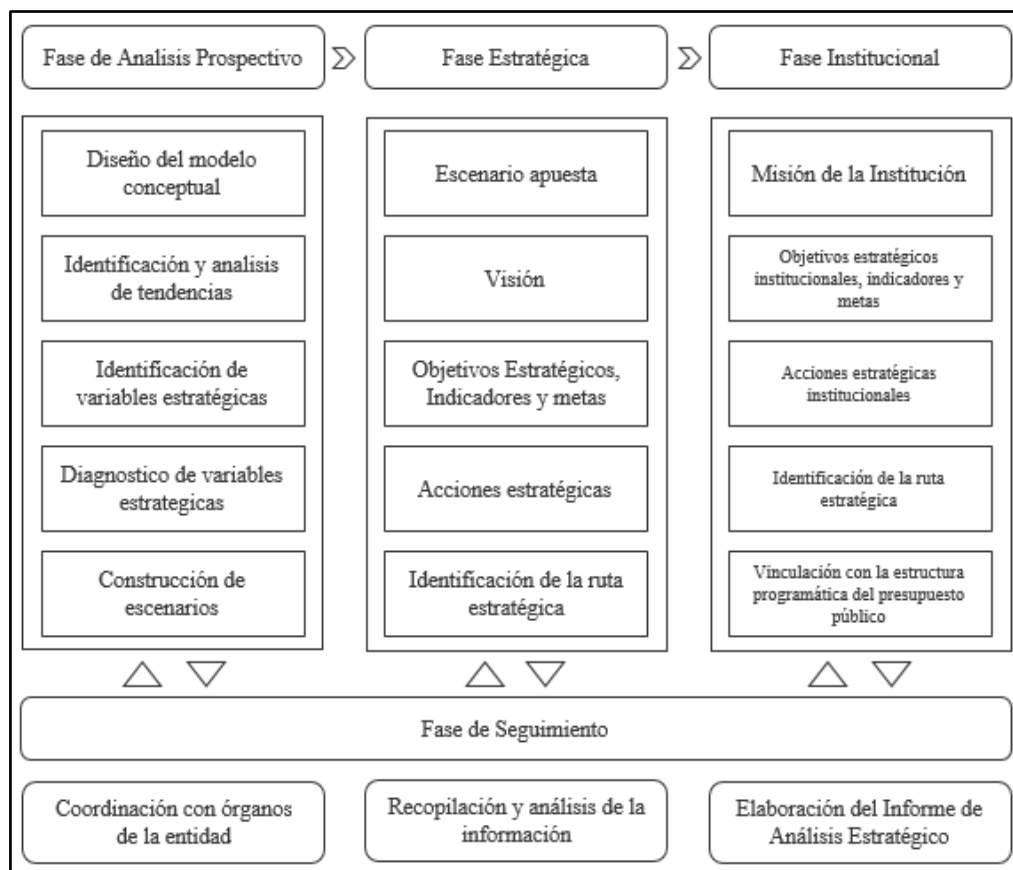 Fase de Analisis Prospectivo
Fase Estratégica
Fase Institucional
Diseño del modelo
conceptual
Identificación y analisis
de tendencias
Identificación de
variables estratégicas
Diagnostico de variables
estrategicas
Construcción de
escenarios
Escenario apuesta
Visión
Objetivos Estratégicos,
Indicadores y metas
Acciones estratégicas
Identificación de la ruta
estratégica
Misión de la Institución
Objetivos estratégicos
institucionales, indicadores y
metas
Acciones estratégicas
institucionales
Identificación de la ruta
estratégica
Vinculación con la estructura
programática del presupuesto
público
Fase de Seguimiento
Coordinación con órganos
de la entidad
Recopilación y análisis de la
información
Elaboración del Informe de
Análisis Estratégico